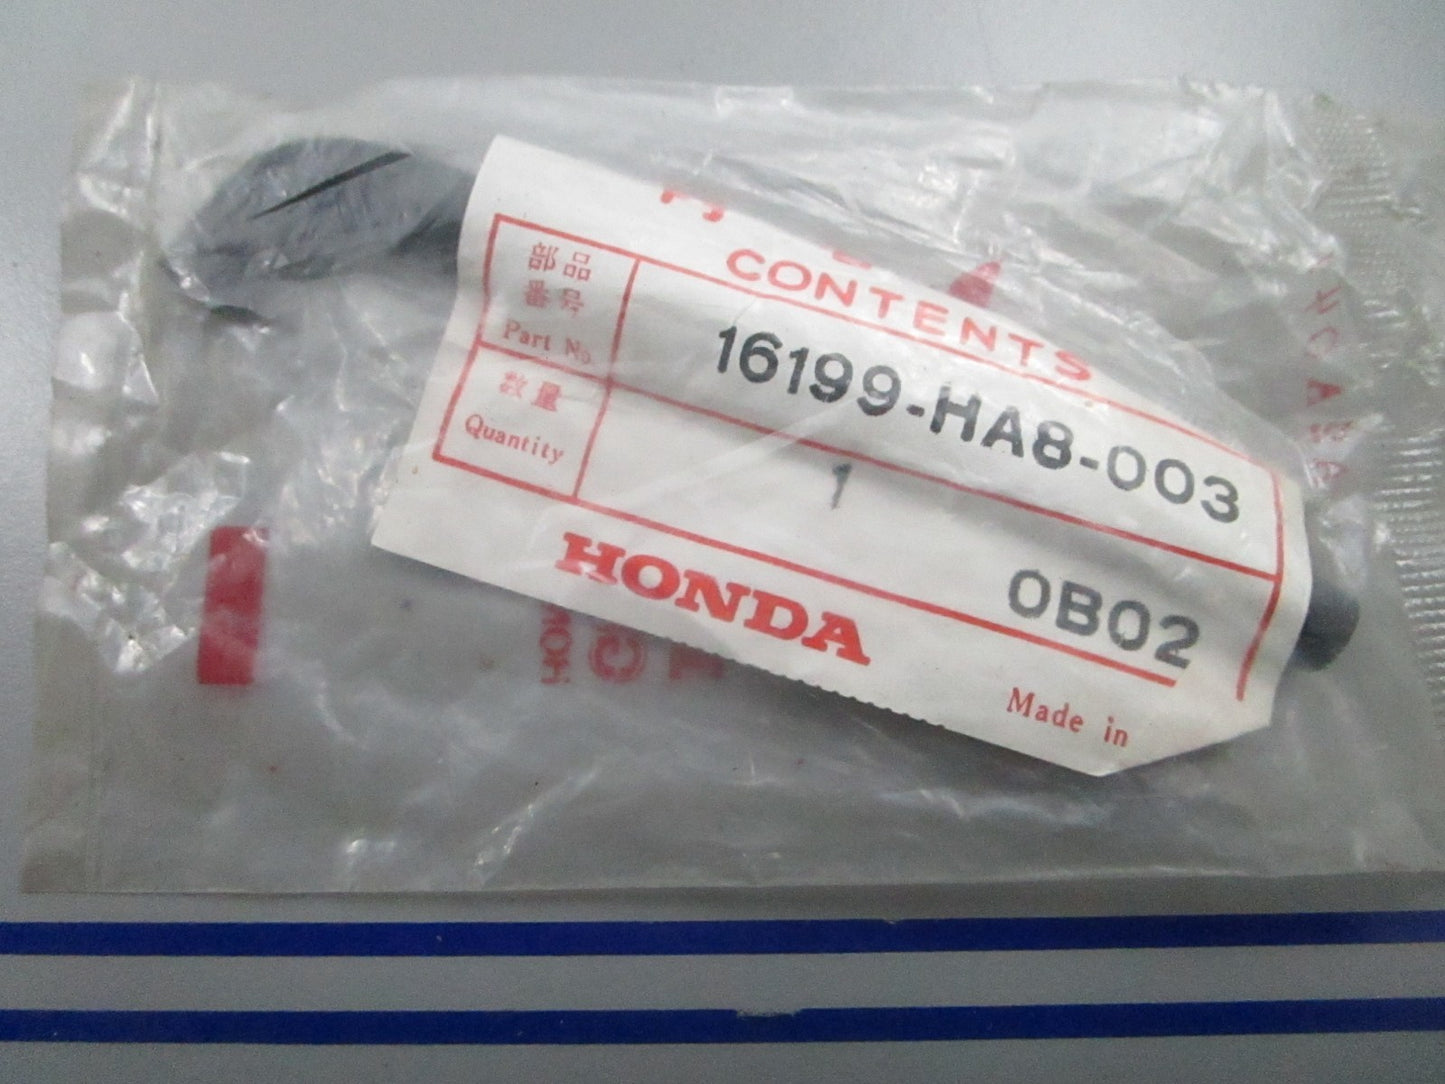 CONTENTS
部品
番号
Part No.
16199-HA8-003
数量
Quantity
1
0B02
HONDA
Made in